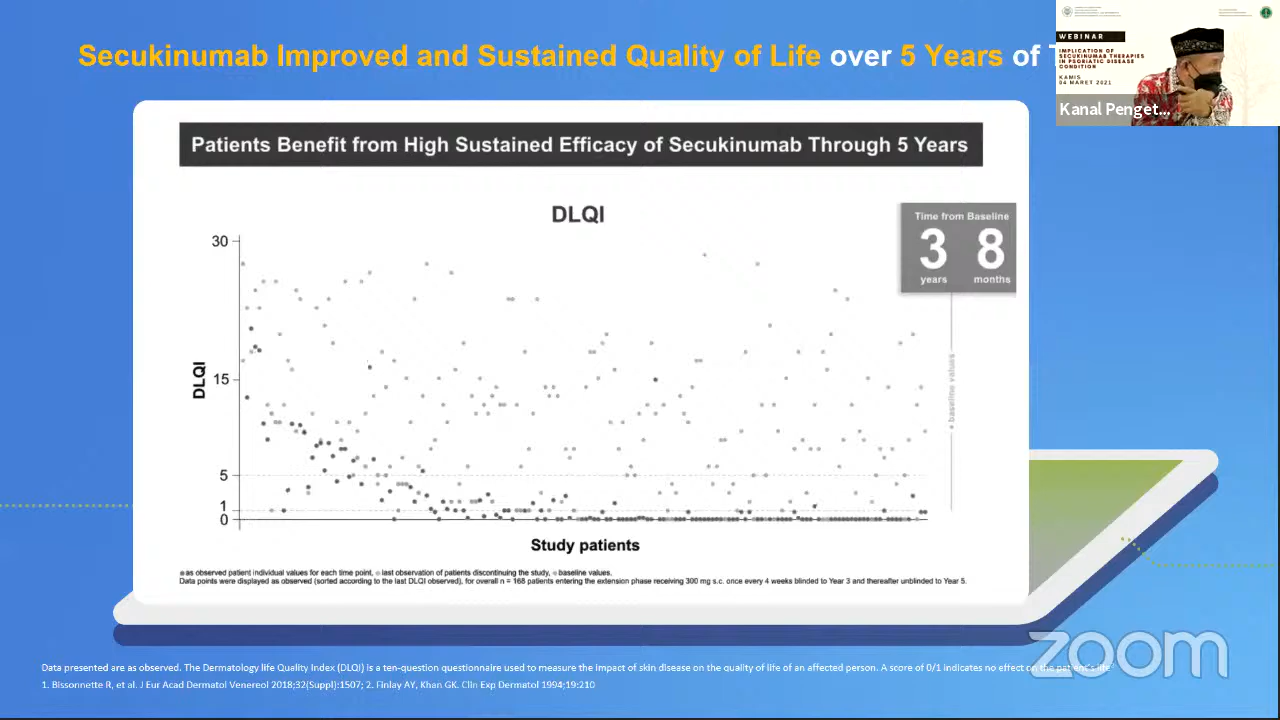 Secukinumab Improved and Sustained Quality of Life over 5 Years of
WEBINAR
IMPLICATION OF
SECUKINUMAB THERAPIES
IN PSORIATIC DISEASE
CONDITION
KAMIS
04 MARET 2021
Kanal Penget...
Patients Benefit from High Sustained Efficacy of Secukinumab Through 5 Years
DLQI
Time from Baseline
3 8
years months
30
15
5
1
0
DLQI
baseline values
Study patients
as observed patient individual values for each time point, last observation of patients discontinuing the study, baseline values.
Data points were displayed as observed (sorted according to the last DLQI observed), for overall n = 168 patients entering the extension phase receiving 300 mg s.c. once every 4 weeks blinded to Year 3 and thereafter unblinded to Year 5.
zoom
Data presented are as observed. The Dermatology life Quality Index (DLQI) is a ten-question questionnaire used to measure the impact of skin disease on the quality of life of an affected person. A score of 0/1 indicates no effect on the patient's life2
1. Bissonnette R, et al. J Eur Acad Dermatol Venereol 2018;32(Suppl):1507; 2. Finlay AY, Khan GK. Clin Exp Dermatol 1994;19:210